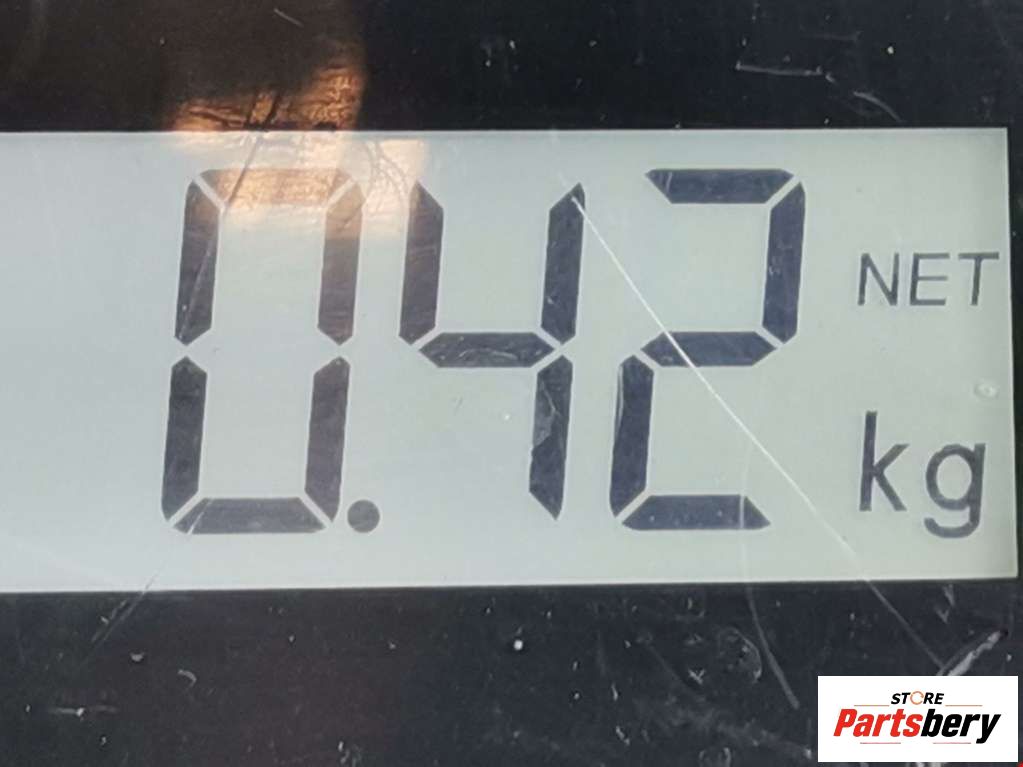 0.42 NET
kg
STORE
Partsbery